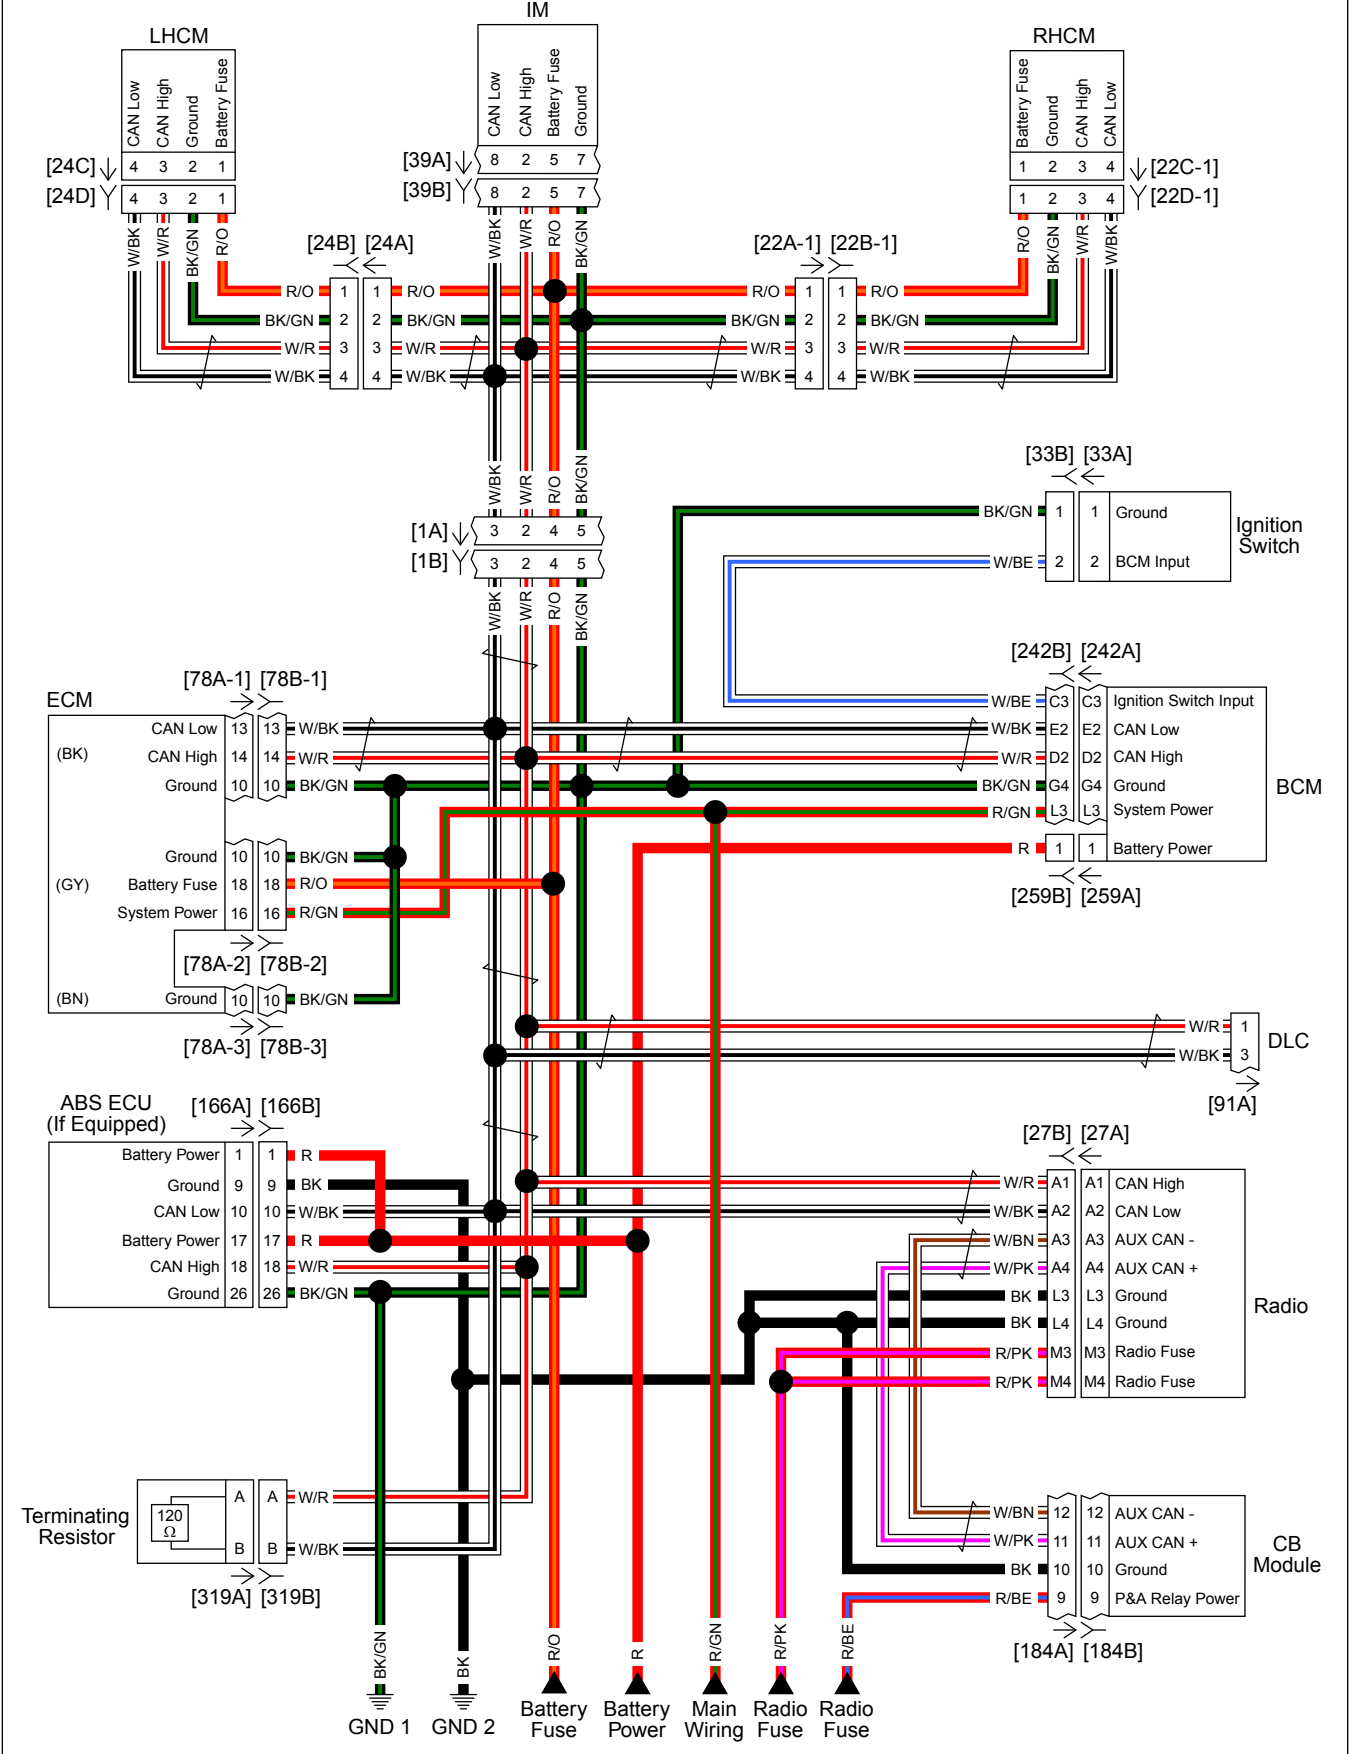 IM
LHCM
RHCM
CAN Low
CAN High
Ground
Battery Fuse
CAN Low
CAN High
Battery Fuse
Ground
Battery Fuse
Ground
CAN High
CAN Low
[24C] 4 3 2 1
[24D] 4 3 2 1
[39A] 8 2 5 7
[39B] 8 2 5 7
1 2 3 4 [22C-1]
1 2 3 4 [22D-1]
W/BK W/R BK/GN R/O
W/BK W/R R/O BK/GN
R/O BK/GN W/R W/BK
[24B] [24A]
[22A-1] [22B-1]
R/O 1 1 R/O R/O 1 1 R/O
BK/GN 2 2 BK/GN BK/GN 2 2 BK/GN
W/R 3 3 W/R W/R 3 3 W/R
W/BK 4 4 W/BK W/BK 4 4 W/BK
W/BK W/R R/O BK/GN
[1A] 3 2 4 5
[1B] 3 2 4 5
W/BK W/R R/O BK/GN
[33B] [33A]
BK/GN 1 1 Ground
W/BE 2 2 BCM Input
Ignition
Switch
[242B] [242A]
W/BE C3 C3 Ignition Switch Input
W/BK E2 E2 CAN Low
W/R D2 D2 CAN High
BK/GN G4 G4 Ground
R/GN L3 L3 System Power
R 1 1 Battery Power
BCM
[259B] [259A]
[78A-1] [78B-1]
ECM
(BK)
CAN Low 13 13 W/BK
CAN High 14 14 W/R
Ground 10 10 BK/GN
(GY)
Ground 10 10 BK/GN
Battery Fuse 18 18 R/O
System Power 16 16 R/GN
[78A-2] [78B-2]
(BN)
Ground 10 10 BK/GN
[78A-3] [78B-3]
W/R 1
W/BK 3
DLC
[91A]
ABS ECU
(If Equipped)
[166A] [166B]
Battery Power 1 1 R
Ground 9 9 BK
CAN Low 10 10 W/BK
Battery Power 17 17 R
CAN High 18 18 W/R
Ground 26 26 BK/GN
[27B] [27A]
W/R A1 A1 CAN High
W/BK A2 A2 CAN Low
W/BN A3 A3 AUX CAN -
W/PK A4 A4 AUX CAN +
BK L3 L3 Ground
BK L4 L4 Ground
R/PK M3 M3 Radio Fuse
R/PK M4 M4 Radio Fuse
Radio
Terminating
Resistor
120
Ω
A A W/R
B B W/BK
[319A] [319B]
W/BN 12 12 AUX CAN -
W/PK 11 11 AUX CAN +
BK 10 10 Ground
R/BE 9 9 P&A Relay Power
CB
Module
[184A] [184B]
BK/GN BK R/O R R/GN R/PK R/BE
GND 1
GND 2
Battery
Fuse
Battery
Power
Main
Wiring
Radio
Fuse
Radio
Fuse